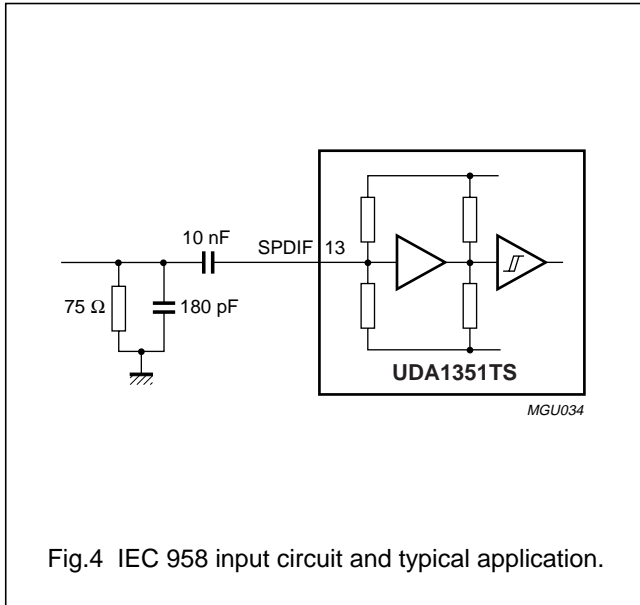 10 nF
SPDIF 13
75 Ω
180 pF
UDA1351TS
MGU034
Fig.4 IEC 958 input circuit and typical application.